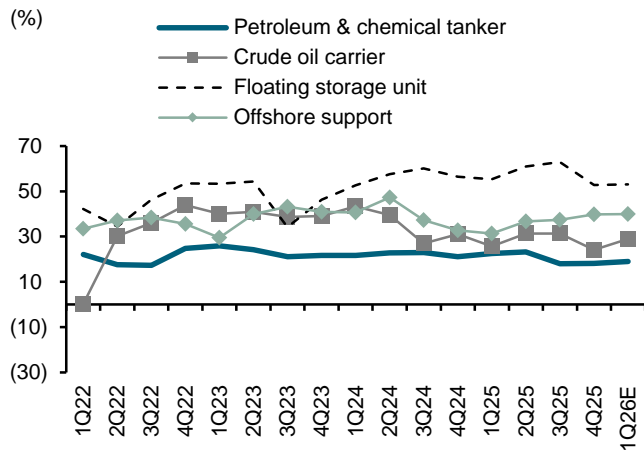 (%)
Petroleum & chemical tanker
Crude oil carrier
Floating storage unit
Offshore support
70
50
30
10
(10)
(30)
1Q22
2Q22
3Q22
4Q22
1Q23
2Q23
3Q23
4Q23
1Q24
2Q24
3Q24
4Q24
1Q25
2Q25
3Q25
4Q25
1Q26E